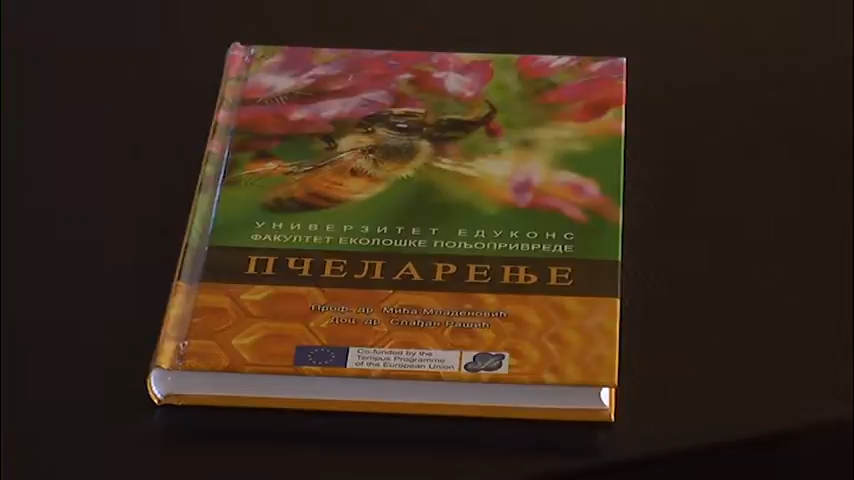 УНИВЕРЗИТЕТ ЕДУКОНС
ФАКУЛТЕТ ЕКОЛОШКЕ ПОЉОПРИВРЕДЕ
ПЧЕЛАРЕЊЕ
Проф. др Мића Младеновић
Доц. др Слађан Рашић
Co-funded by the
Tempus Programme
of the European Union